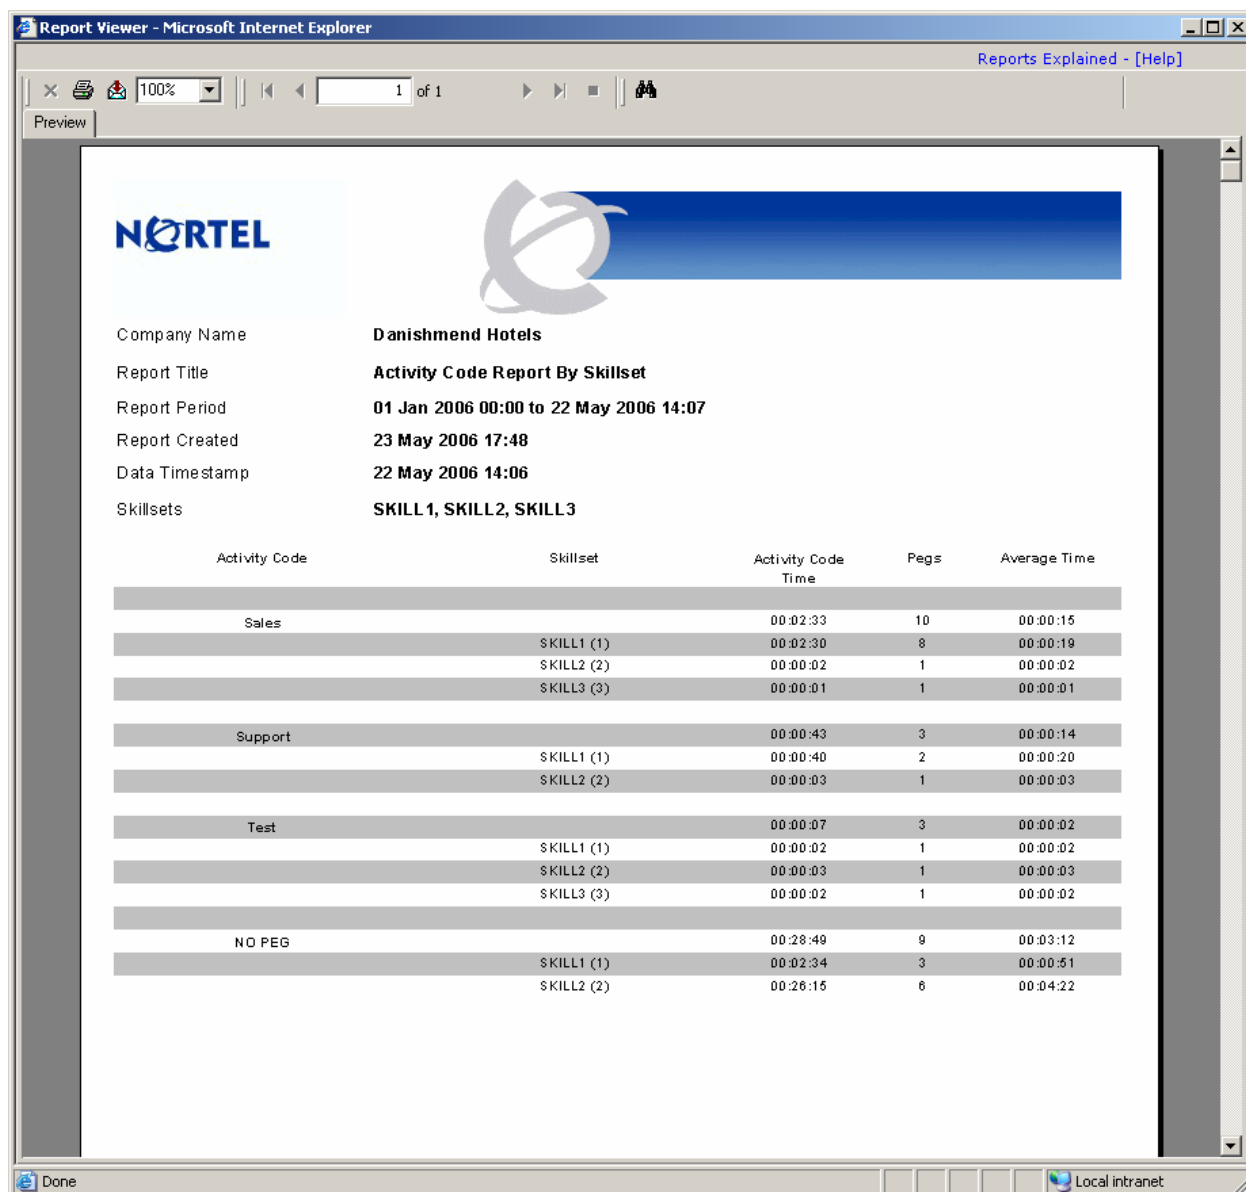 Report Viewer - Microsoft Internet Explorer
Reports Explained - [Help]
100% 1 of 1
Preview
NORTEL
Company Name Danishmend Hotels
Report Title Activity Code Report By Skillset
Report Period 01 Jan 2006 00:00 to 22 May 2006 14:07
Report Created 23 May 2006 17:48
Data Timestamp 22 May 2006 14:06
Skillsets SKILL1, SKILL2, SKILL3
Activity Code Skillset Activity Code Pegs Average Time
Time
Sales 00:02:33 10 00:00:15
SKILL1 (1) 00:02:30 8 00:00:19
SKILL2 (2) 00:00:02 1 00:00:02
SKILL3 (3) 00:00:01 1 00:00:01
Support 00:00:43 3 00:00:14
SKILL1 (1) 00:00:40 2 00:00:20
SKILL2 (2) 00:00:03 1 00:00:03
Test 00:00:07 3 00:00:02
SKILL1 (1) 00:00:02 1 00:00:02
SKILL2 (2) 00:00:03 1 00:00:03
SKILL3 (3) 00:00:02 1 00:00:02
NO PEG 00:28:49 9 00:03:12
SKILL1 (1) 00:02:34 3 00:00:51
SKILL2 (2) 00:26:15 6 00:04:22
Done Local intranet